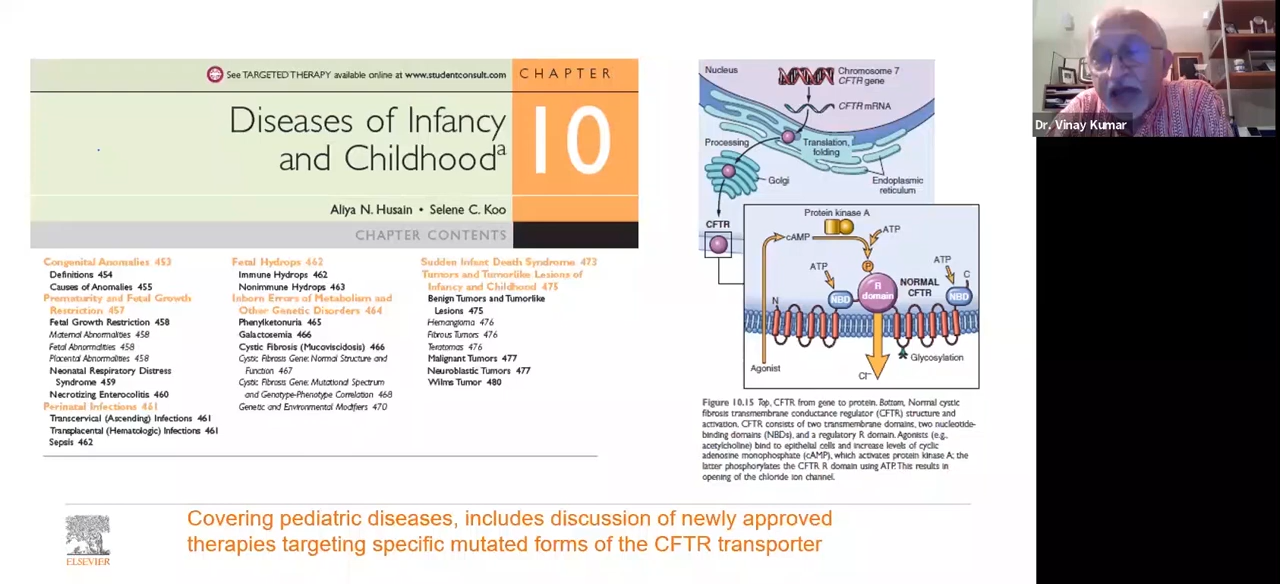 See TARGETED THERAPY available online at www.studentconsult.com
CHAPTER
Diseases of Infancy
and Childhoodᵃ
10
Aliya N. Husain • Selene C. Koo
CHAPTER CONTENTS
Congenital Anomalies 453
Definitions 454
Causes of Anomalies 455
Prematurity and Fetal Growth
Restriction 457
Fetal Growth Restriction 458
Maternal Abnormalities 458
Fetal Abnormalities 458
Placental Abnormalities 458
Neonatal Respiratory Distress
Syndrome 459
Necrotizing Enterocolitis 460
Perinatal Infections 461
Transcervical (Ascending) Infections 461
Transplacental (Hematologic) Infections 461
Sepsis 462
Fetal Hydrops 462
Immune Hydrops 462
Nonimmune Hydrops 463
Inborn Errors of Metabolism and
Other Genetic Disorders 464
Phenylketonuria 465
Galactosemia 466
Cystic Fibrosis (Mucoviscidosis) 466
Cystic Fibrosis Gene: Normal Structure and
Function 467
Cystic Fibrosis Gene: Mutational Spectrum
and Genotype-Phenotype Correlation 468
Genetic and Environmental Modifiers 470
Sudden Infant Death Syndrome 473
Tumors and Tumorlike Lesions of
Infancy and Childhood 475
Benign Tumors and Tumorlike
Lesions 475
Hemangioma 476
Fibrous Tumors 476
Teratomas 476
Malignant Tumors 477
Neuroblastic Tumors 477
Wilms Tumor 480
Nucleus
Chromosome 7
CFTR gene
CFTR mRNA
Processing
Translation,
folding
Golgi
Endoplasmic
reticulum
CFTR
Protein kinase A
cAMP
ATP
P
ATP
NBD
R
domain
NORMAL
CFTR
ATP
C
NBD
N
Glycosylation
Agonist
Cl⁻
Figure 10.15 Top, CFTR from gene to protein. Bottom, Normal cystic
fibrosis transmembrane conductance regulator (CFTR) structure and
activation. CFTR consists of two transmembrane domains, two nucleotide-
binding domains (NBDs), and a regulatory R domain. Agonists (e.g.,
acetylcholine) bind to epithelial cells and increase levels of cyclic
adenosine monophosphate (cAMP), which activates protein kinase A; the
latter phosphorylates the CFTR R domain using ATP. This results in
opening of the chloride ion channel.
ELSEVIER
Covering pediatric diseases, includes discussion of newly approved
therapies targeting specific mutated forms of the CFTR transporter
Dr. Vinay Kumar